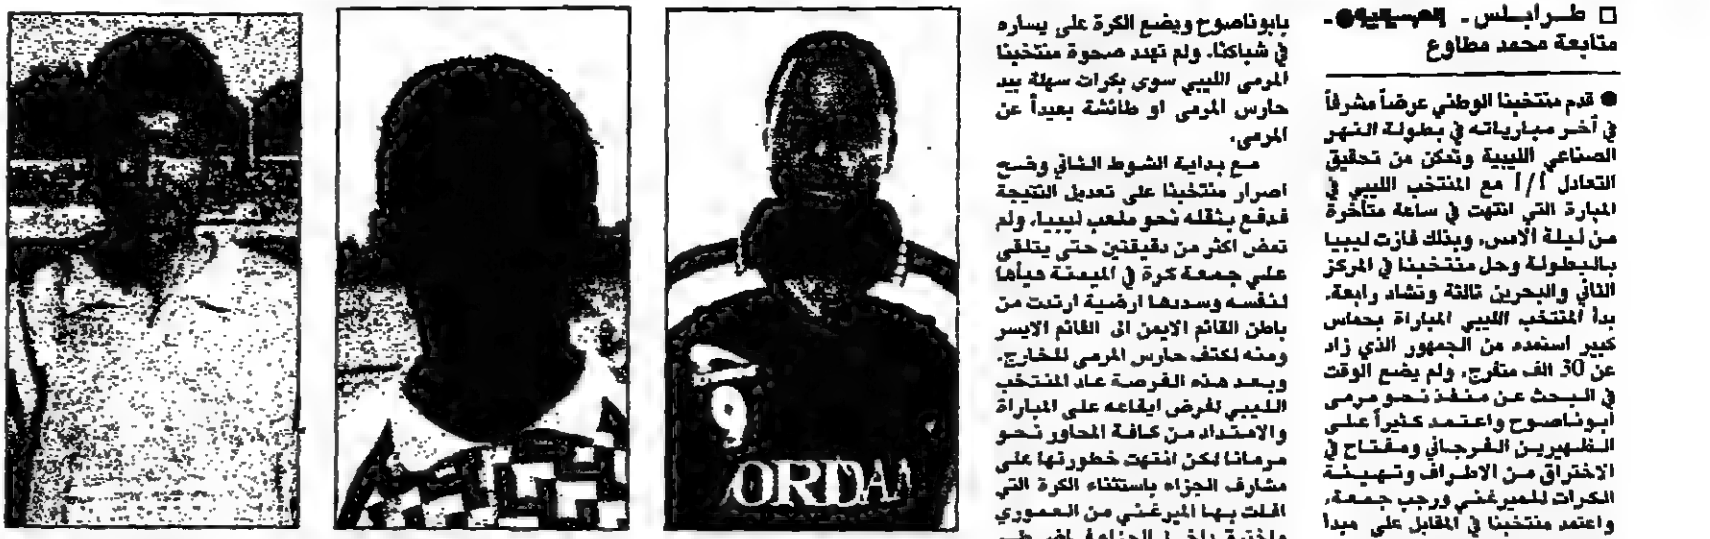 □ طرابلس ـ
متابعة محمد مطاوع
● قدم منتخبنا الوطني عرضاً مشرفاً
في آخر مبارياته في بطولة النهر
الصناعي الليبية وتمكن من تحقيق
التعادل ١/١ مع المنتخب الليبي في
المبارة التي انتهت في ساعة متأخرة
من ليلة الامس، وبذلك فازت ليبيا
بالبطولة وحل منتخبنا في المركز
الثاني والبحرين ثالثة وتشاد رابعة.
بدأ المنتخب الليبي المباراة بحماس
كبير استمده من الجمهور الذي زاد
عن 30 الف متفرج، ولم يضع الوقت
في البحث عن منفذ نحو مرمى
ابوناصوح واعتمد كثيراً على
الظهيرين الفرجاني ومفتاح في
الاختراق من الاطراف وتهيئة
الكرات للميرغني ورجب جمعة،
واعتمد منتخبنا في المقابل على مبدأ
بابوناصوح ويضع الكرة على يساره
في شباكنا، ولم تهدد صحوة منتخبنا
المرمى الليبي سوى بكرات سهلة بيد
حارس المرمى او طائشة بعيداً عن
المرمى.
مع بداية الشوط الثاني وضح
اصرار منتخبنا على تعديل النتيجة
فدفع بثقله نحو ملعب ليبيا، ولم
تمض اكثر من دقيقتين حتى يتلقى
علي جمعة كرة في الميمنة هيأها
لنفسه وسددها ارضية ارتدت من
باطن القائم الايمن الى القائم الايسر
ومنه لكتف حارس المرمى للخارج.
وبعد هذه الفرصة عاد المنتخب
الليبي لفرض ايقاعه على المباراة
والامتداد من كافة المحاور نحو
مرمانا لكن انتهت خطورتها على
مشارف الجزاء باستثناء الكرة التي
افلت بها الميرغني من العموري
JORDAN